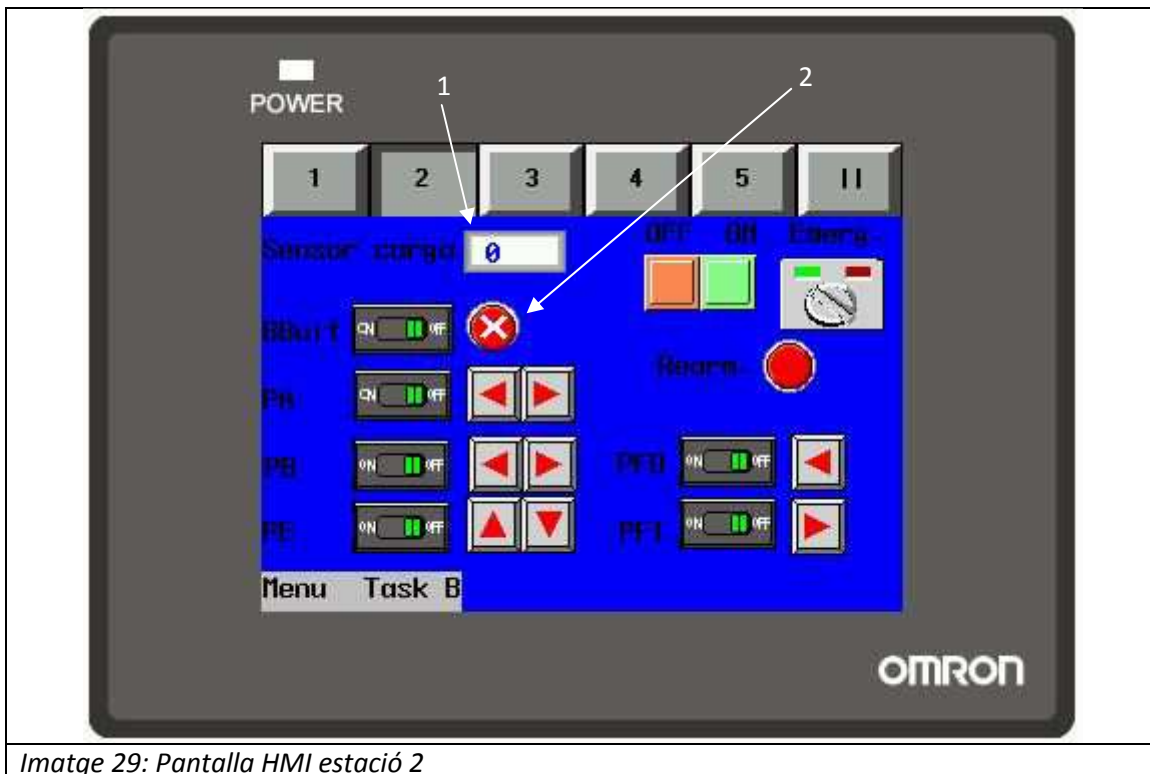 1
2
POWER
1 2 3 4 5 II
Sensor carga 0 OFF ON Emerg.
ON OFF
Rearm.
PA ON OFF
PB ON OFF PFD ON OFF
PE ON OFF PFT ON OFF
Menu Task B
OMRON
Imatge 29: Pantalla HMI estació 2